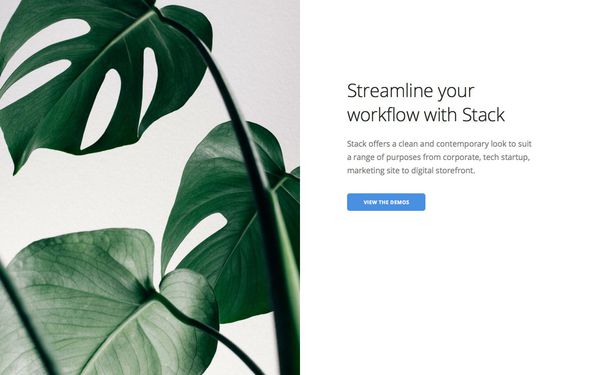 Streamline your
workflow with Stack
Stack offers a clean and contemporary look to suit
a range of purposes from corporate, tech startup,
marketing site to digital storefront.
VIEW THE DEMOS